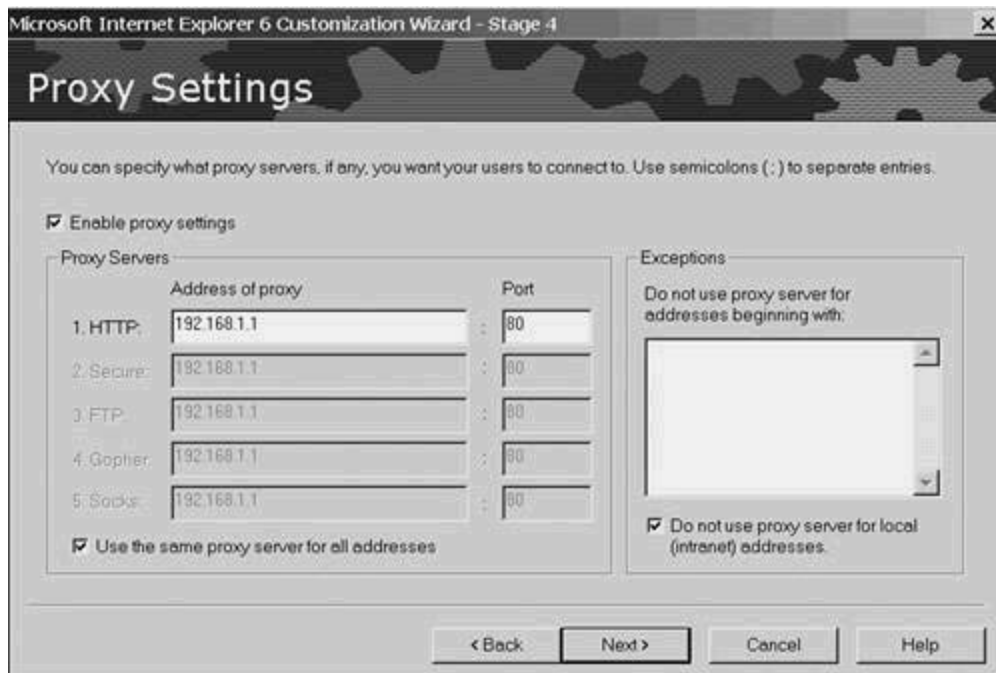 Microsoft Internet Explorer 6 Customization Wizard - Stage 4
Proxy Settings
You can specify what proxy servers, if any, you want your users to connect to. Use semicolons ( ; ) to separate entries.
Enable proxy settings
Proxy Servers
Address of proxy Port
1. HTTP: 192.168.1.1 : 80
2. Secure: 192.168.1.1 : 80
3. FTP: 192.168.1.1 : 80
4. Gopher 192.168.1.1 : 80
5. Socks: 192.168.1.1 : 80
Use the same proxy server for all addresses
Exceptions
Do not use proxy server for
addresses beginning with:
Do not use proxy server for local
(intranet) addresses.
< Back Next > Cancel Help